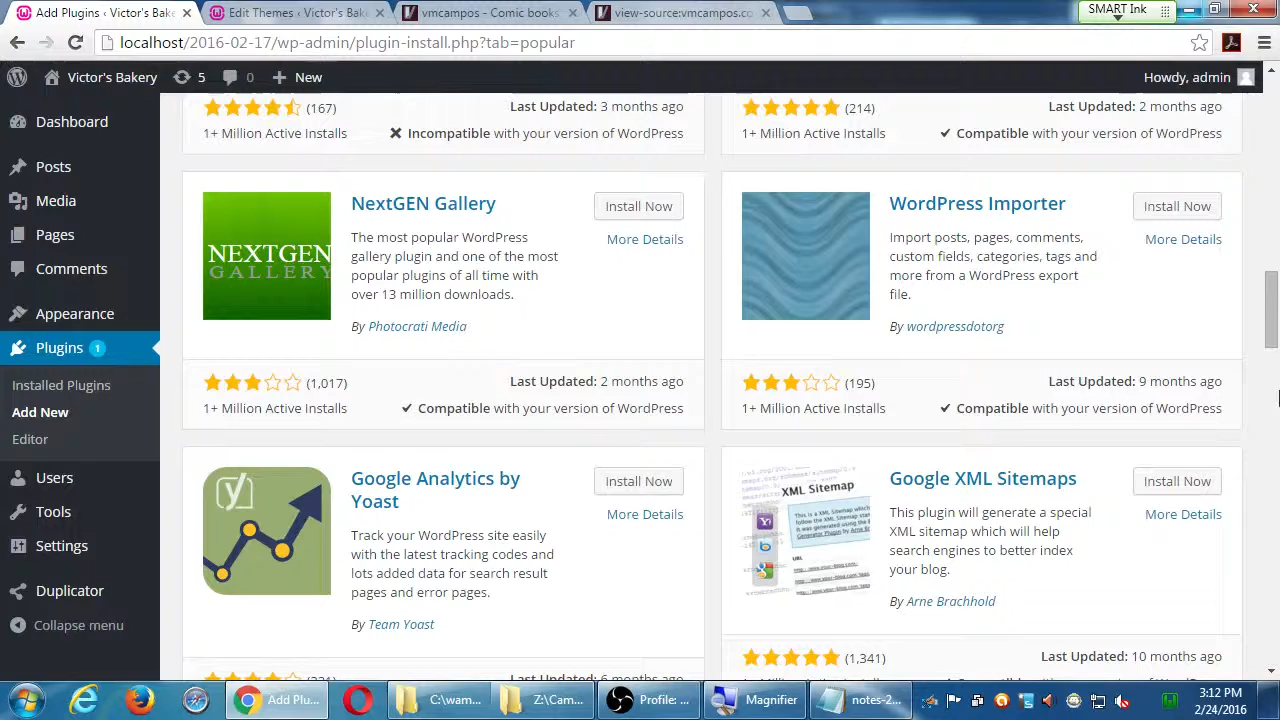 Add Plugins ‹ Victor's Bake
Edit Themes ‹ Victor's Bak
vmcampos - Comic books
view-source:vmcampos.co
SMART Ink
localhost/2016-02-17/wp-admin/plugin-install.php?tab=popular
Victor's Bakery
5
0
New
Howdy, admin
Dashboard
Posts
Media
Pages
Comments
Appearance
Plugins 1
Installed Plugins
Add New
Editor
Users
Tools
Settings
Duplicator
Collapse menu
(167)
Last Updated: 3 months ago
1+ Million Active Installs
Incompatible with your version of WordPress
(214)
Last Updated: 2 months ago
1+ Million Active Installs
Compatible with your version of WordPress
NEXTGEN
GALLERY
NextGEN Gallery
Install Now
More Details
The most popular WordPress
gallery plugin and one of the most
popular plugins of all time with
over 13 million downloads.
By Photocrati Media
(1,017)
Last Updated: 2 months ago
1+ Million Active Installs
Compatible with your version of WordPress
WordPress Importer
Install Now
More Details
Import posts, pages, comments,
custom fields, categories, tags and
more from a WordPress export
file.
By wordpressdotorg
(195)
Last Updated: 9 months ago
1+ Million Active Installs
Compatible with your version of WordPress
Google Analytics by
Yoast
Install Now
More Details
Track your WordPress site easily
with the latest tracking codes and
lots added data for search result
pages and error pages.
By Team Yoast
XML Sitemap
URL
Google XML Sitemaps
Install Now
More Details
This plugin will generate a special
XML sitemap which will help
search engines to better index
your blog.
By Arne Brachhold
(1,341)
Last Updated: 10 months ago
Add Plu...
C:\wam...
Z:\Cam...
Profile: ...
Magnifier
notes-2...
3:12 PM
2/24/2016